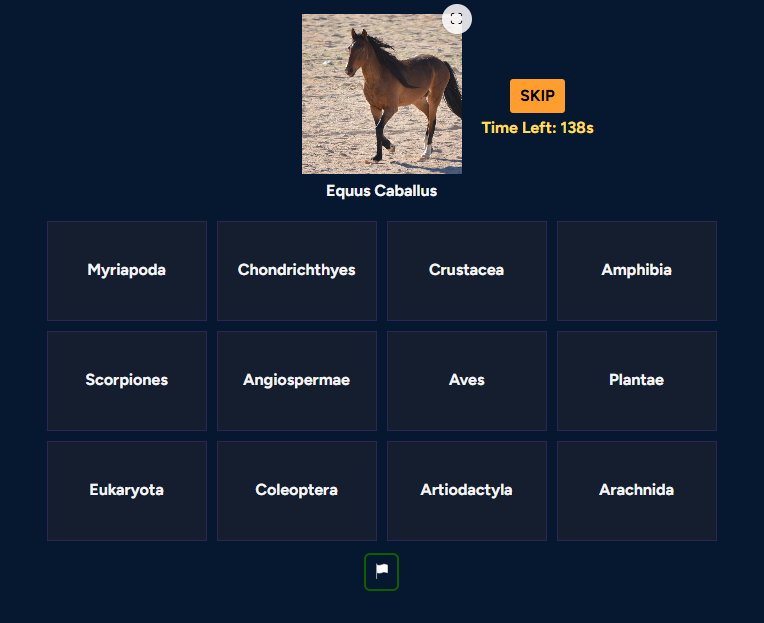 SKIP
Time Left: 138s
Equus Caballus
Myriapoda
Chondrichthyes
Crustacea
Amphibia
Scorpiones
Angiospermae
Aves
Plantae
Eukaryota
Coleoptera
Artiodactyla
Arachnida